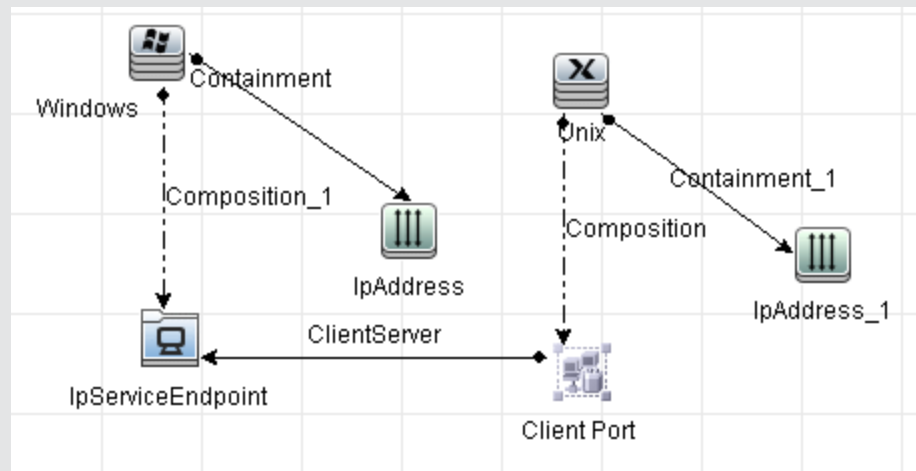 Containment
Windows
Unix
Composition_1
Containment_1
Composition
IpAddress
IpAddress_1
ClientServer
IpServiceEndpoint
Client Port